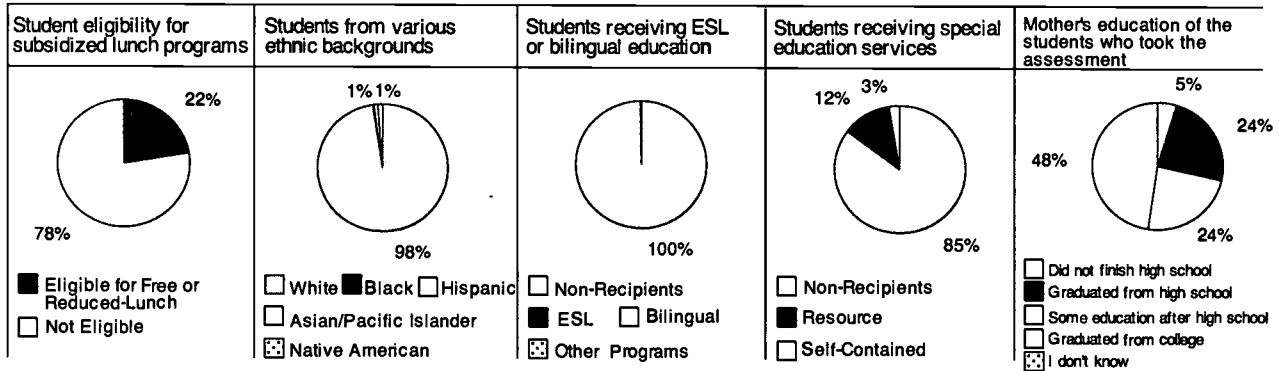 Student eligibility for
subsidized lunch programs
22%
78%
Eligible for Free or
Reduced-Lunch
Not Eligible
Students from various
ethnic backgrounds
1% 1%
98%
White Black Hispanic
Asian/Pacific Islander
Native American
Students receiving ESL
or bilingual education
100%
Non-Recipients
ESL Bilingual
Other Programs
Students receiving special
education services
3%
12%
85%
Non-Recipients
Resource
Self-Contained
Mother's education of the
students who took the
assessment
5%
24%
48%
24%
Did not finish high school
Graduated from high school
Some education after high school
Graduated from college
I don't know